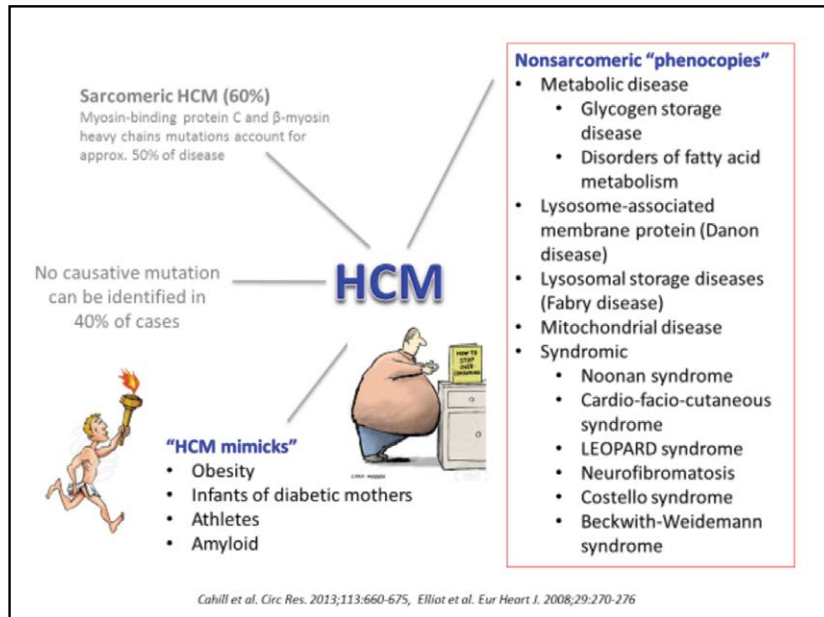 Sarcomeric HCM (60%)
Myosin-binding protein C and β-myosin
heavy chains mutations account for
approx. 50% of disease
No causative mutation
can be identified in
40% of cases
HCM
"HCM mimicks"
• Obesity
• Infants of diabetic mothers
• Athletes
• Amyloid
HOW TO
STOP
OVER-
CONSUMING
Nonsarcomeric "phenocopies"
• Metabolic disease
• Glycogen storage
disease
• Disorders of fatty acid
metabolism
• Lysosome-associated
membrane protein (Danon
disease)
• Lysosomal storage diseases
(Fabry disease)
• Mitochondrial disease
• Syndromic
• Noonan syndrome
• Cardio-facio-cutaneous
syndrome
• LEOPARD syndrome
• Neurofibromatosis
• Costello syndrome
• Beckwith-Weidemann
syndrome
Cahill et al. Circ Res. 2013;113:660-675, Elliot et al. Eur Heart J. 2008;29:270-276